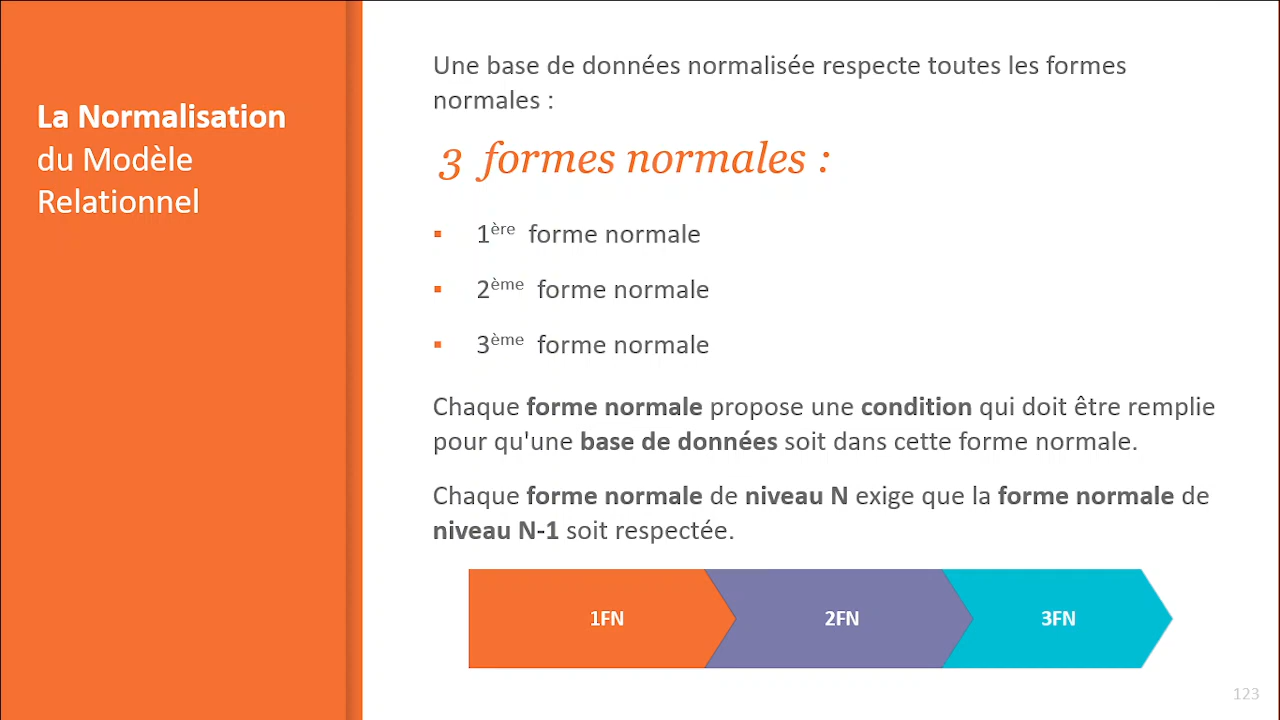 La Normalisation
du Modèle
Relationnel
Une base de données normalisée respecte toutes les formes
normales :
3 formes normales :
▪ 1ère forme normale
▪ 2ème forme normale
▪ 3ème forme normale
Chaque forme normale propose une condition qui doit être remplie
pour qu'une base de données soit dans cette forme normale.
Chaque forme normale de niveau N exige que la forme normale de
niveau N-1 soit respectée.
1FN 2FN 3FN
123